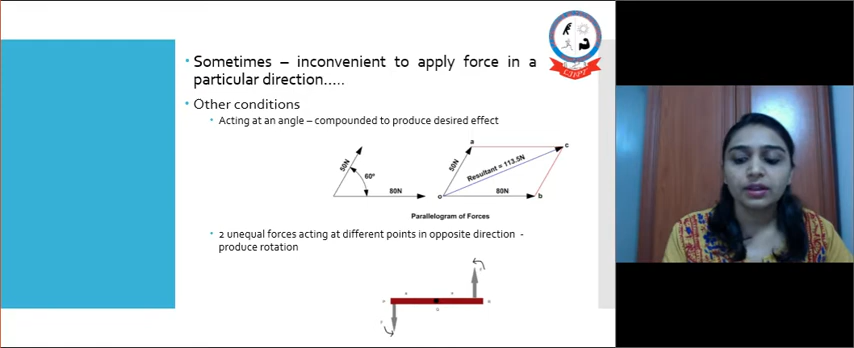 • Sometimes – inconvenient to apply force in a
particular direction…..
• Other conditions
• Acting at an angle – compounded to produce desired effect
a
c
50N
60°
80N
50N
Resultant = 113.5N
o
80N
b
Parallelogram of Forces
• 2 unequal forces acting at different points in opposite direction -
produce rotation